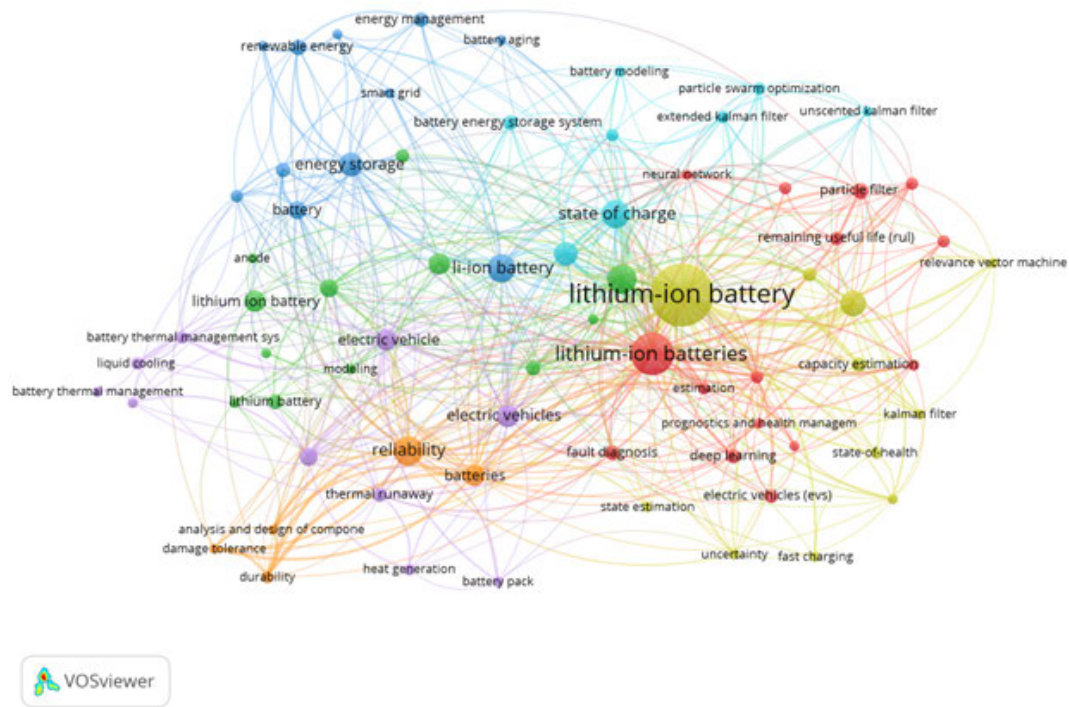 energy management
battery aging
renewable energy
battery modeling
particle swarm optimization
smart grid
unscented kalman filter
extended kalman filter
battery energy storage system
energy storage
neural network
particle filter
battery
state of charge
remaining useful life (rul)
anode
relevance vector machine
li-ion battery
lithium-ion battery
lithium ion battery
battery thermal management sys
electric vehicle
lithium-ion batteries
liquid cooling
modeling
capacity estimation
battery thermal management
estimation
lithium battery
electric vehicles
kalman filter
prognostics and health managem
reliability
fault diagnosis
deep learning
state-of-health
batteries
thermal runaway
electric vehicles (evs)
state estimation
analysis and design of compone
damage tolerance
uncertainty
fast charging
heat generation
durability
battery pack
VOSviewer